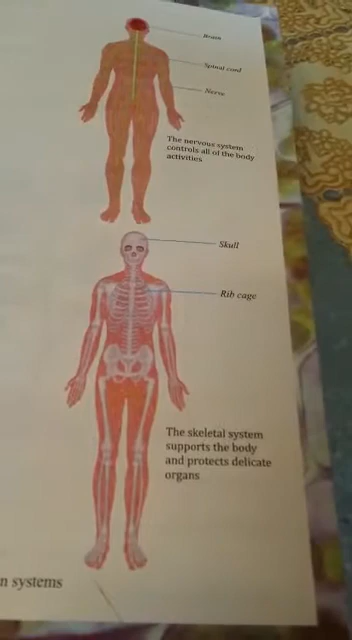 Brain
Spinal cord
Nerve
The nervous system
controls all of the body
activities
Skull
Rib cage
The skeletal system
supports the body
and protects delicate
organs
n systems